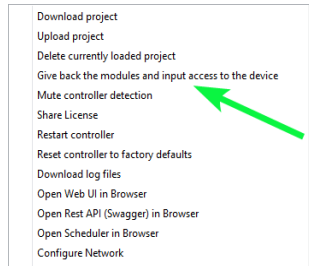 Download project
Upload project
Delete currently loaded project
Give back the modules and input access to the device
Mute controller detection
Share License
Restart controller
Reset controller to factory defaults
Download log files
Open Web UI in Browser
Open Rest API (Swagger) in Browser
Open Scheduler in Browser
Configure Network